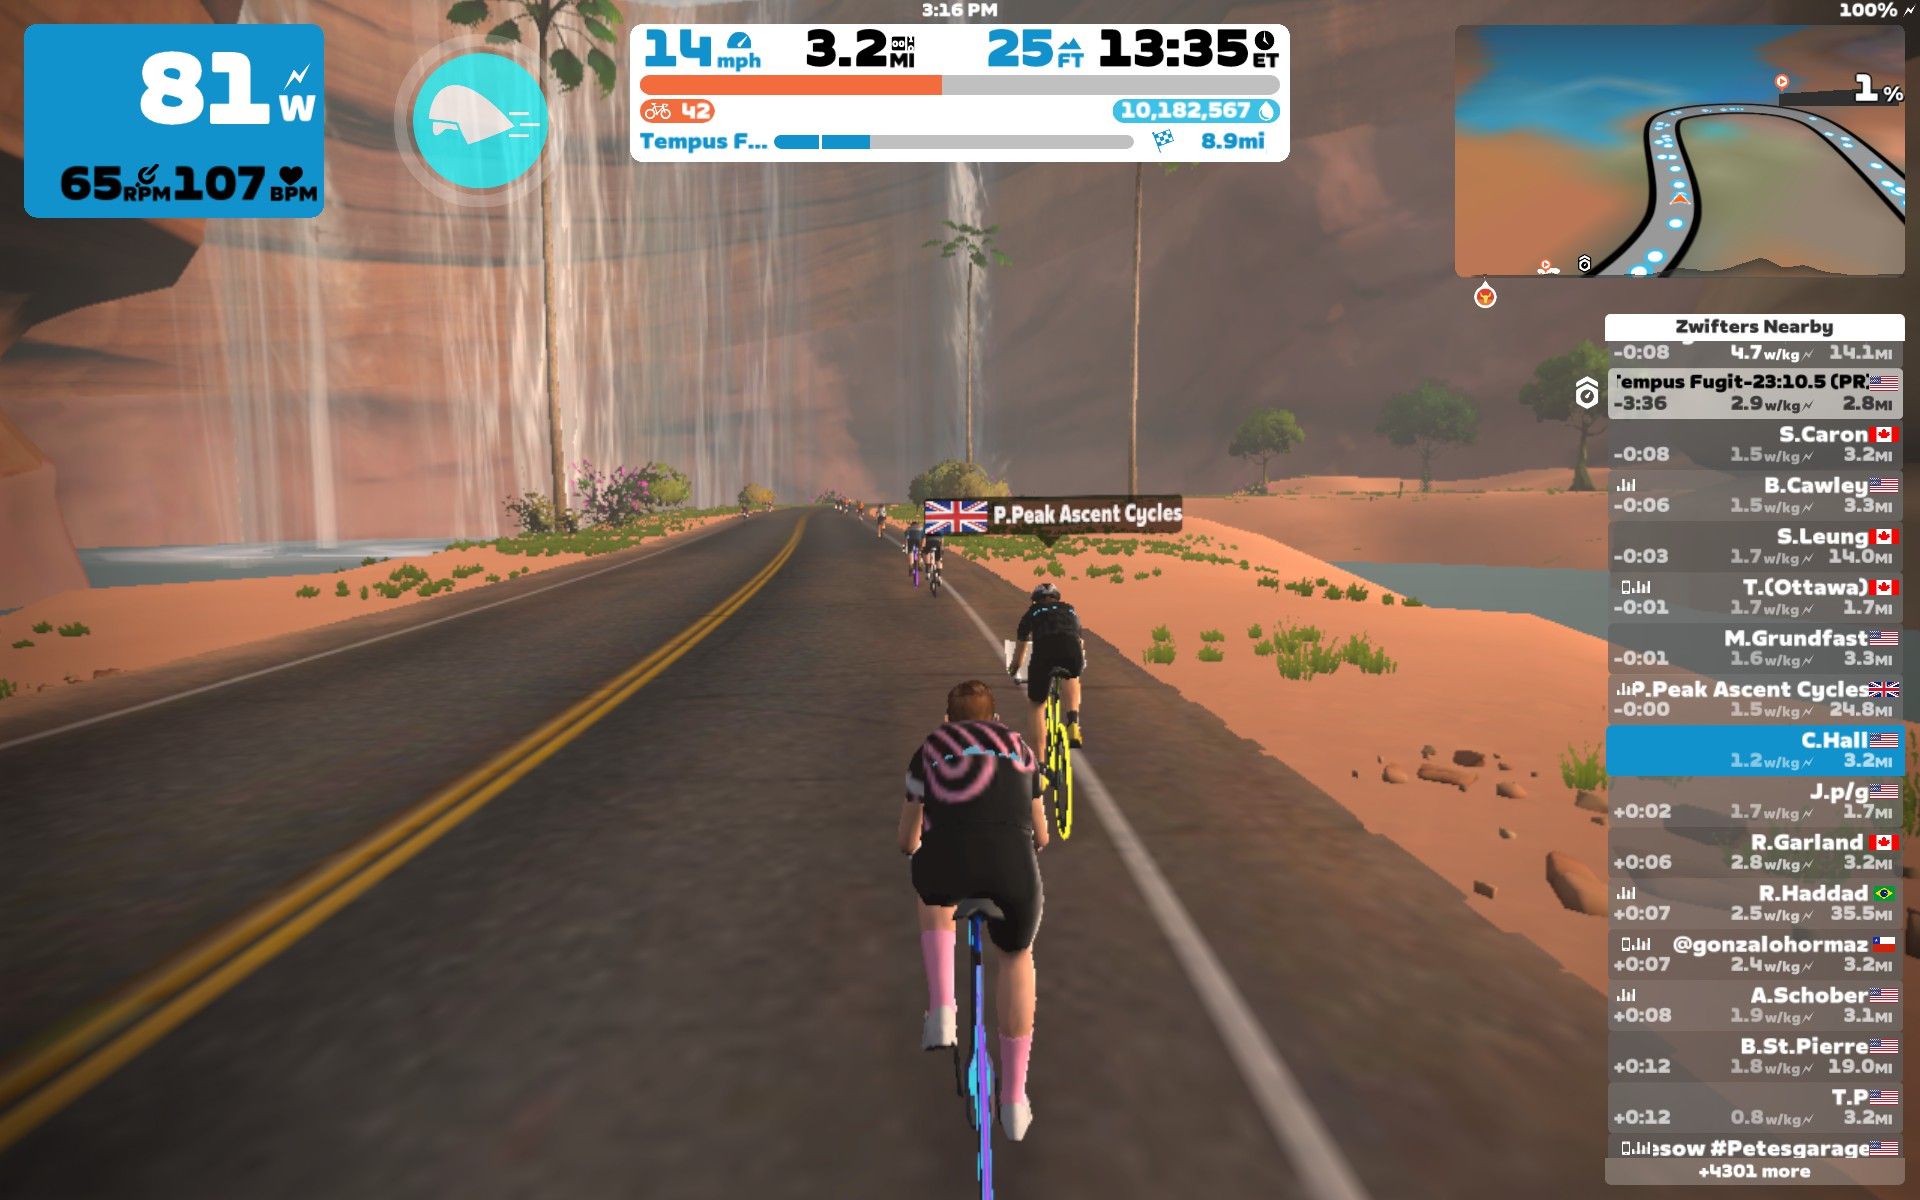 3:16 PM
100%
81 W
65 RPM 107 BPM
14 mph 3.2 MI 25 FT 13:35 ET
42 10,182,567
Tempus F... 8.9mi
1 %
P.Peak Ascent Cycles
Zwifters Nearby
-0:08 4.7w/kg 14.1MI
Tempus Fugit-23:10.5 (PR)
-3:36 2.9w/kg 2.8MI
S.Caron
-0:08 1.5w/kg 3.2MI
B.Cawley
-0:06 1.5w/kg 3.3MI
S.Leung
-0:03 1.7w/kg 14.0MI
T.(Ottawa)
-0:01 1.7w/kg 1.7MI
M.Grundfast
-0:01 1.6w/kg 3.3MI
P.Peak Ascent Cycles
-0:00 1.5w/kg 24.8MI
C.Hall
1.2w/kg 3.2MI
J.p/g
+0:02 1.7w/kg 1.7MI
R.Garland
+0:06 2.8w/kg 3.2MI
R.Haddad
+0:07 2.5w/kg 35.5MI
@gonzalohormaz
+0:07 2.4w/kg 3.2MI
A.Schober
+0:08 1.9w/kg 3.1MI
B.St.Pierre
+0:12 1.8w/kg 19.0MI
T.P
+0:12 0.8w/kg 3.2MI
esow #Petesgarage
+4301 more